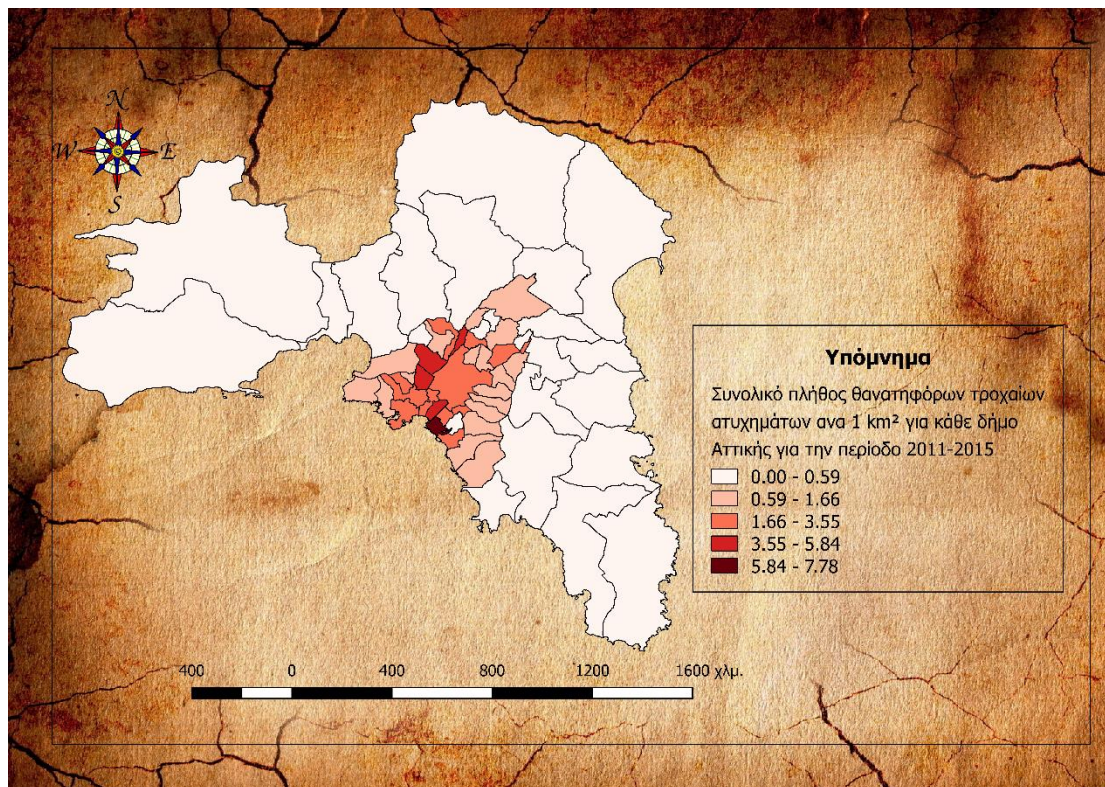 N
W E
S
Υπόμνημα
Συνολικό πλήθος θανατηφόρων τροχαίων
ατυχημάτων ανα 1 km² για κάθε δήμο
Αττικής για την περίοδο 2011-2015
0.00 - 0.59
0.59 - 1.66
1.66 - 3.55
3.55 - 5.84
5.84 - 7.78
400 0 400 800 1200 1600 χλμ.